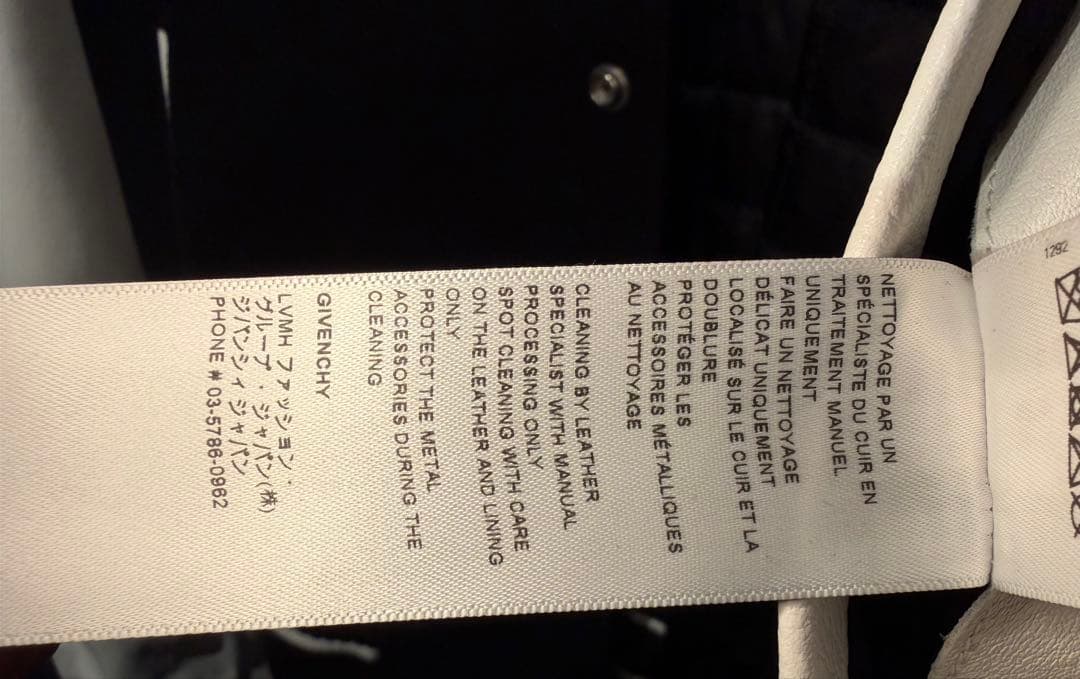 NETTOYAGE PAR UN
SPÉCIALISTE DU CUIR EN
TRAITEMENT MANUEL
UNIQUEMENT
FAIRE UN NETTOYAGE
DÉLICAT UNIQUEMENT
LOCALISÉ SUR LE CUIR ET LA
DOUBLURE
PROTÉGER LES
ACCESSOIRES MÉTALLIQUES
AU NETTOYAGE
CLEANING BY LEATHER
SPECIALIST WITH MANUAL
PROCESSING ONLY
SPOT CLEANING WITH CARE
ON THE LEATHER AND LINING
ONLY
PROTECT THE METAL
ACCESSORIES DURING THE
CLEANING
GIVENCHY
LVMH ファッション・
グループ・ジャパン(株)
ジバンシィ ジャパン
PHONE # 03-5786-0962
1292